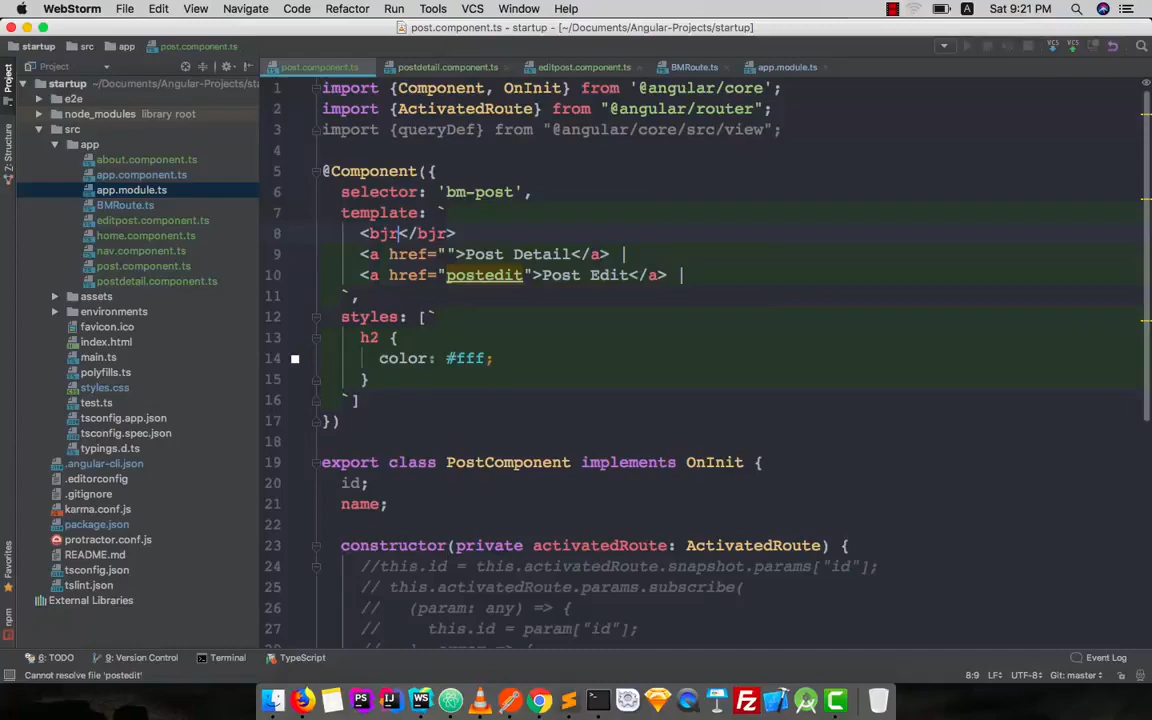 WebStorm File Edit View Navigate Code Refactor Run Tools VCS Window Help A Sat 9:21 PM
post.component.ts - startup - [~/Documents/Angular-Projects/startup]
startup src app post.component.ts
Project post.component.ts postdetail.component.ts editpost.component.ts BMRoute.ts app.module.ts
startup ~/Documents/Angular-Projects/s
e2e
node_modules library root
src
app
about.component.ts
app.component.ts
app.module.ts
BMRoute.ts
editpost.component.ts
home.component.ts
nav.component.ts
post.component.ts
postdetail.component.ts
assets
environments
favicon.ico
index.html
main.ts
polyfills.ts
styles.css
test.ts
tsconfig.app.json
tsconfig.spec.json
typings.d.ts
.angular-cli.json
.editorconfig
.gitignore
karma.conf.js
package.json
protractor.conf.js
README.md
tsconfig.json
tslint.json
External Libraries
Project
Z: Structure
Favorites
npm
1 import {Component, OnInit} from '@angular/core';
2 import {ActivatedRoute} from "@angular/router";
3 import {queryDef} from "@angular/core/src/view";
4
5 @Component({
6 selector: 'bm-post',
7 template: `
8 <bjr</bjr>
9 <a href="">Post Detail</a> |
10 <a href="postedit">Post Edit</a> |
11 `,
12 styles: [`
13 h2 {
14 color: #fff;
15 }
16 `]
17 })
18
19 export class PostComponent implements OnInit {
20 id;
21 name;
22
23 constructor(private activatedRoute: ActivatedRoute) {
24 //this.id = this.activatedRoute.snapshot.params["id"];
25 // this.activatedRoute.params.subscribe(
26 // (param: any) => {
27 // this.id = param["id"];
6: TODO 9: Version Control Terminal TypeScript Event Log
Cannot resolve file 'postedit' 8:9 LF÷ UTF-8÷ Git: master÷
PS IJ WS FZ C